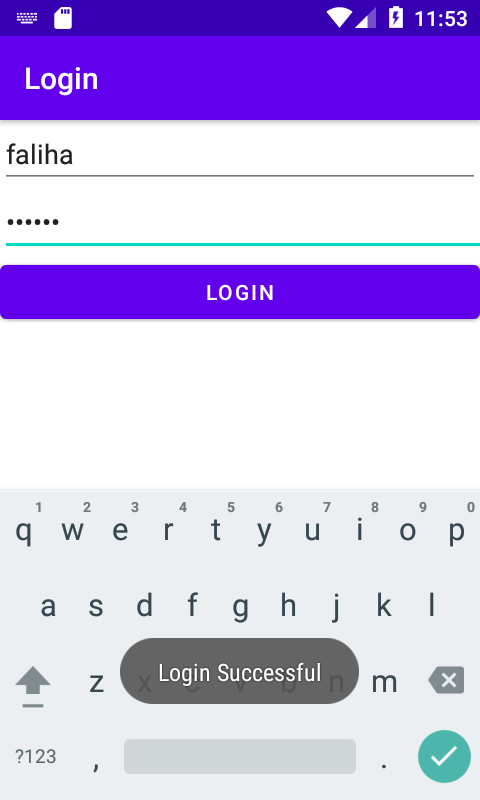 11:53
Login
faliha
••••••
LOGIN
1 2 3 4 5 6 7 8 9 0
q w e r t y u i o p
a s d f g h j k l
Login Successful
z x c v b n m
?123 , .